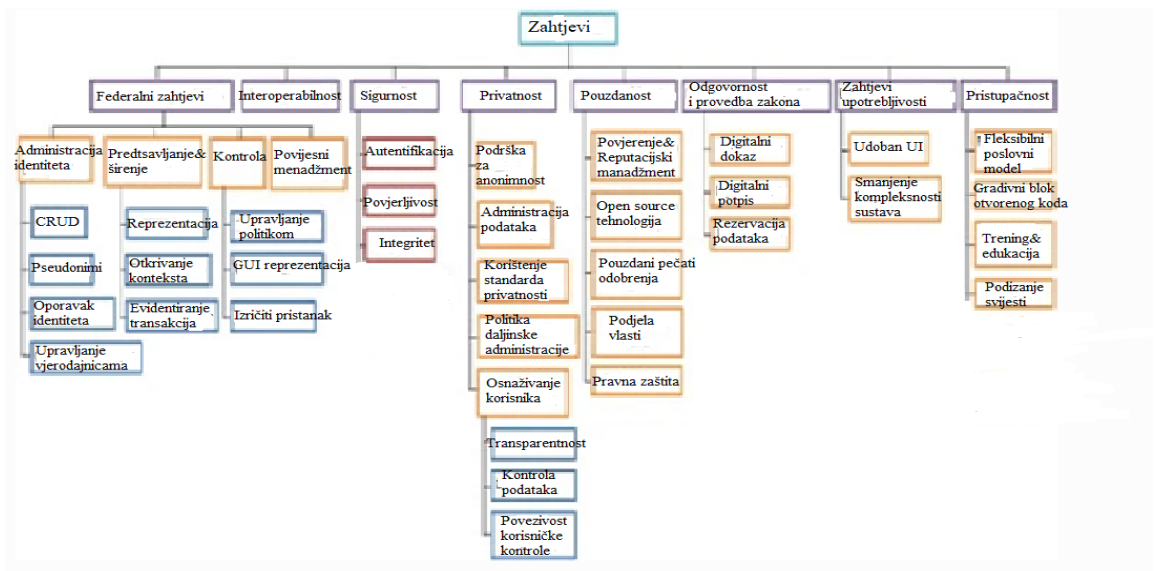 Zahtjevi
Federalni zahtjevi
Interoperabilnost
Sigurnost
Privatnost
Pouzdanost
Odgovornost
i provedba zakona
Zahtjevi
upotrebljivosti
Pristupačnost
Administracija
identiteta
Predtsavljanje&
širenje
Kontrola
Povijesni
menadžment
CRUD
Pseudonimi
Oporavak
identiteta
Upravljanje
vjerodajnicama
Reprezentacija
Otkrivanje
konteksta
Evidentiranje
transakcija
Upravljanje
politikom
GUI reprezentacija
Izričiti pristanak
Autentifikacija
Povjerljivost
Integritet
Podrška
za
anonimnost
Administracija
podataka
Korištenje
standarda
privatnosti
Politika
daljinske
administracije
Osnaživanje
korisnika
Transparentnost
Kontrola
podataka
Povezivost
korisničke
kontrole
Povjerenje&
Reputacijski
manadžment
Open source
tehnologija
Pouzdani pečati
odobrenja
Podjela
vlasti
Pravna zaštita
Digitalni
dokaz
Digitalni
potpis
Rezervacija
podataka
Udoban UI
Smanjenje
kompleksnosti
sustava
Fleksibilni
poslovni
model
Gradivni blok
otvorenog koda
Trening&
edukacija
Podizanje
svijesti